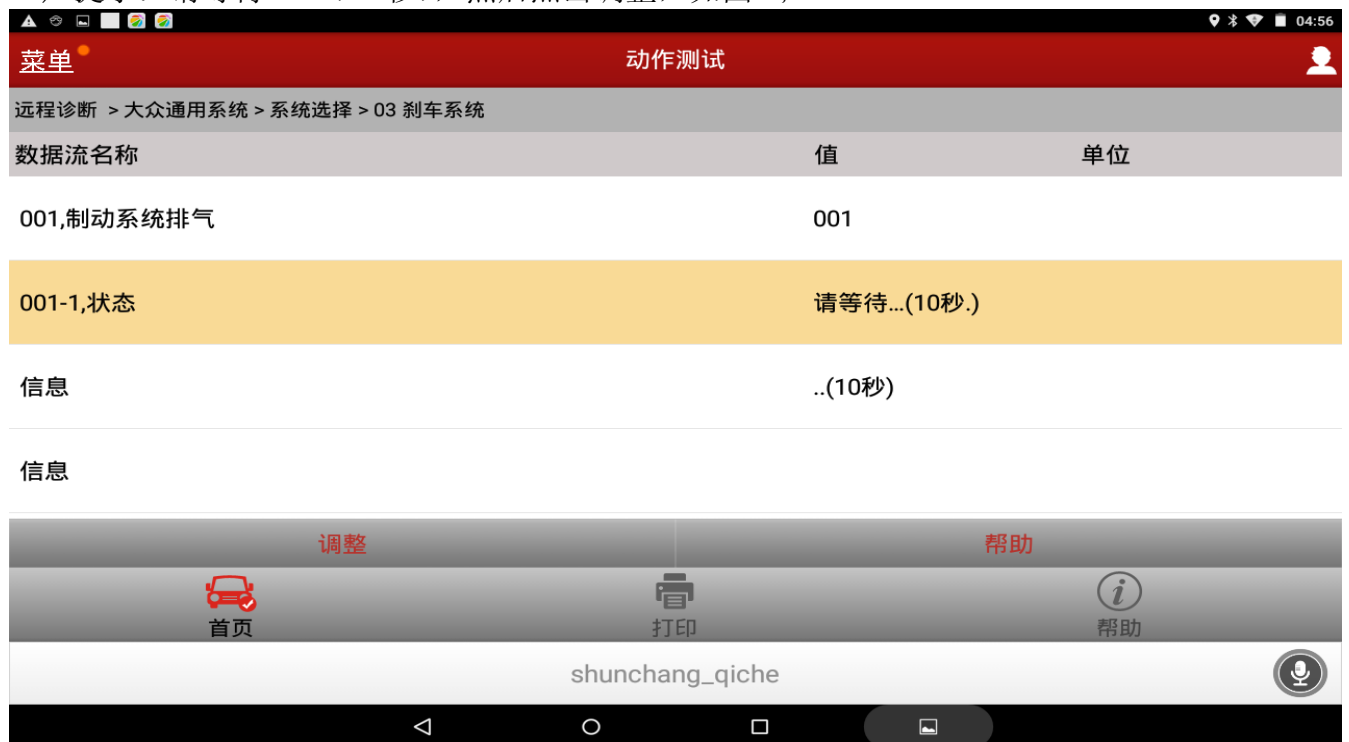 04:56
菜单
动作测试
远程诊断 > 大众通用系统 > 系统选择 > 03 刹车系统
数据流名称 值 单位
001,制动系统排气 001
001-1,状态 请等待...(10秒.)
信息 ..(10秒)
信息
调整 帮助
首页 打印 帮助
shunchang_qiche